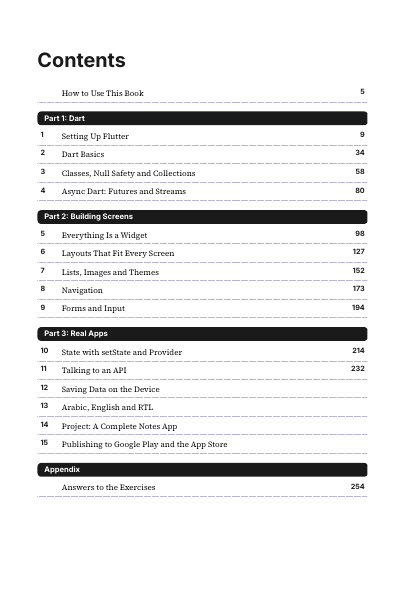 Contents
How to Use This Book 5
Part 1: Dart
1 Setting Up Flutter 9
2 Dart Basics 34
3 Classes, Null Safety and Collections 58
4 Async Dart: Futures and Streams 80
Part 2: Building Screens
5 Everything Is a Widget 98
6 Layouts That Fit Every Screen 127
7 Lists, Images and Themes 152
8 Navigation 173
9 Forms and Input 194
Part 3: Real Apps
10 State with setState and Provider 214
11 Talking to an API 232
12 Saving Data on the Device
13 Arabic, English and RTL
14 Project: A Complete Notes App
15 Publishing to Google Play and the App Store
Appendix
Answers to the Exercises 254